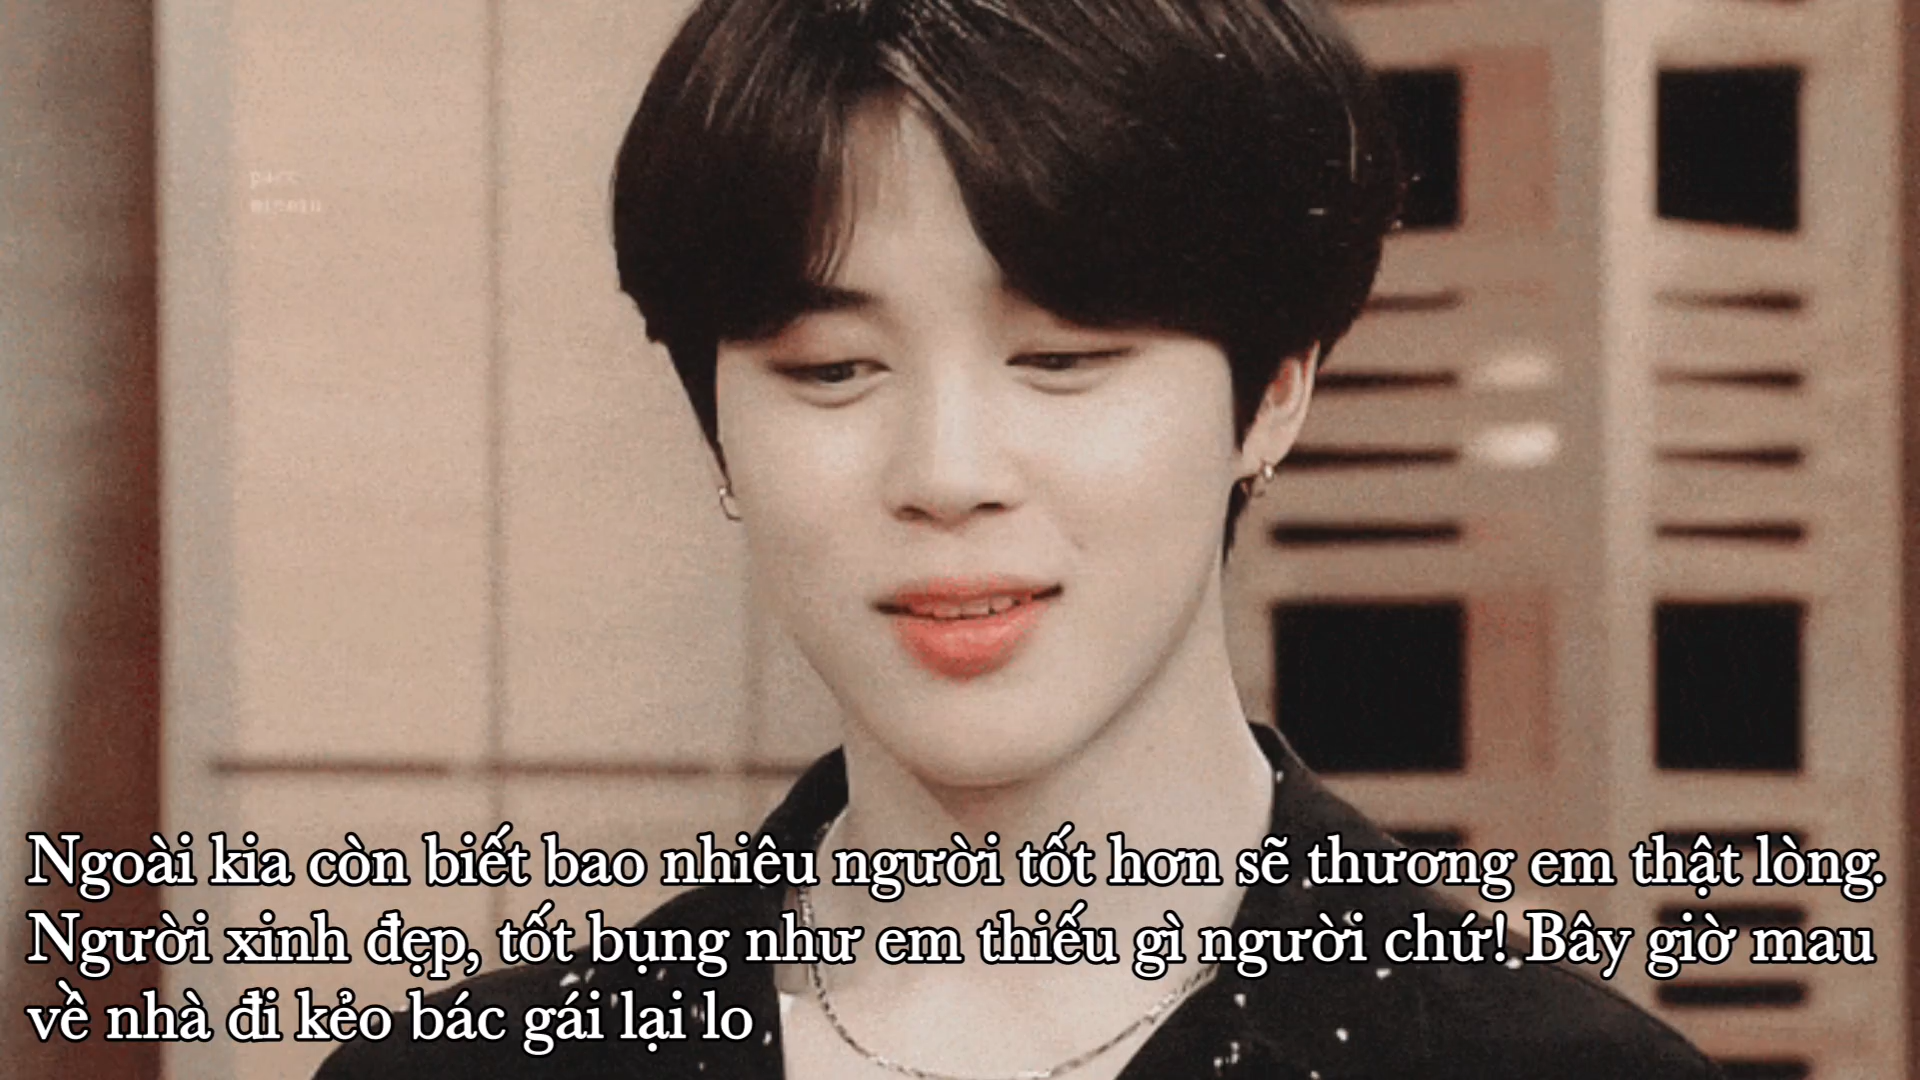 Ngoài kia còn biết bao nhiêu người tốt hơn sẽ thương em thật lòng.
Người xinh đẹp, tốt bụng như em thiếu gì người chứ! Bây giờ mau
về nhà đi kẻo bác gái lại lo